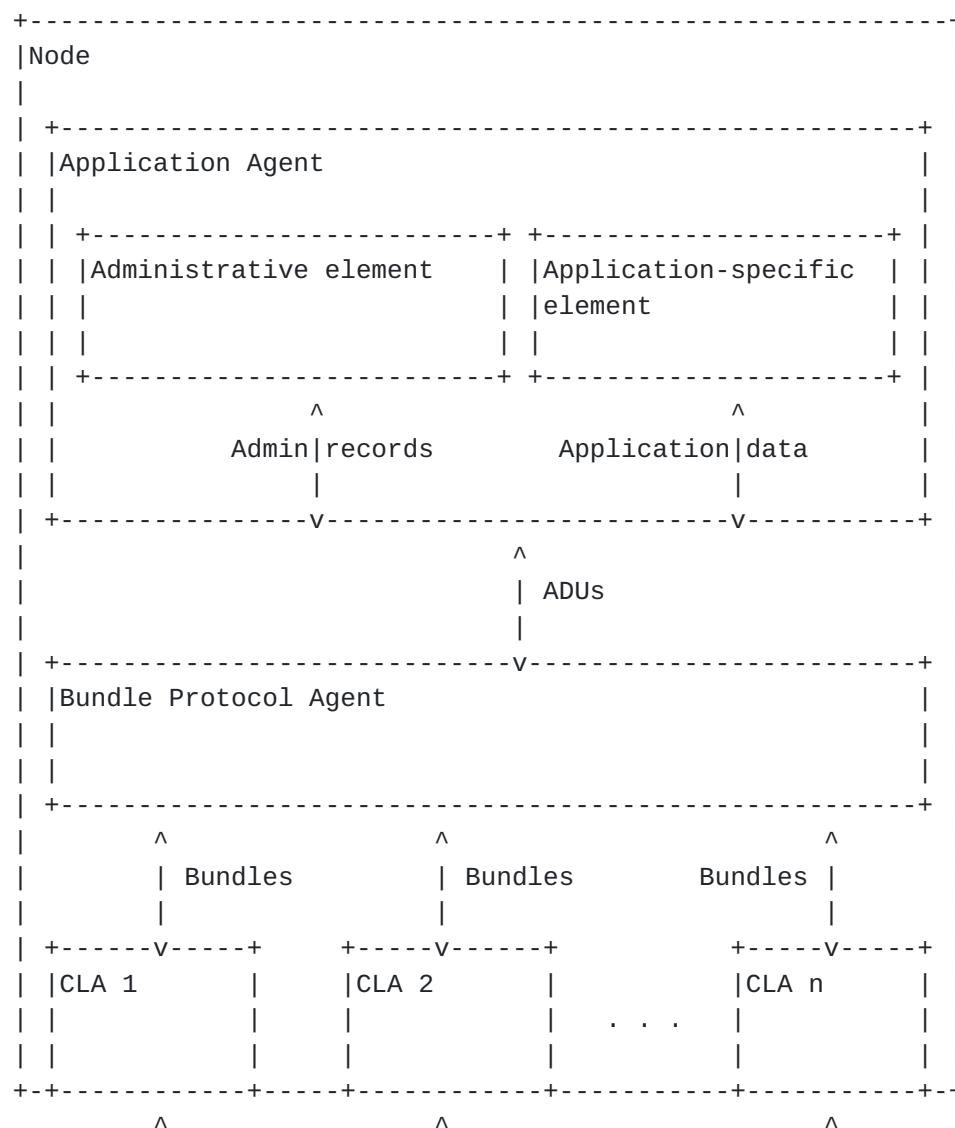 Node
Application Agent
Administrative element Application-specific
element
Admin|records Application|data
ADUs
Bundle Protocol Agent
Bundles Bundles Bundles
CLA 1 CLA 2 CLA n
. . .